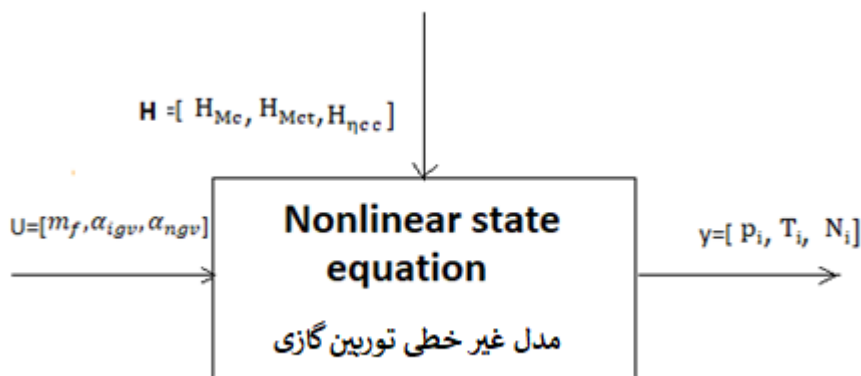 H =[ H_Mc, H_Mct, H_ηcc ]
U=[m_f,α_igv,α_ngv]
Nonlinear state
equation
مدل غیر خطی توربین گازی
y=[ p_i, T_i, N_i]